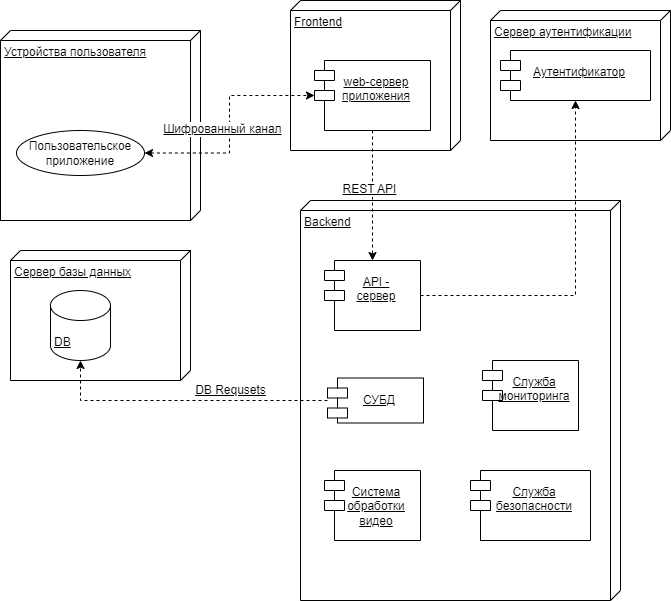 Устройства пользователя
Пользовательское
приложение
Шифрованный канал
Frontend
web-сервер
приложения
Сервер аутентификации
Аутентификатор
REST API
Backend
API -
сервер
Сервер базы данных
DB
DB Requsets
СУБД
Служба
мониторинга
Система
обработки
видео
Служба
безопасности